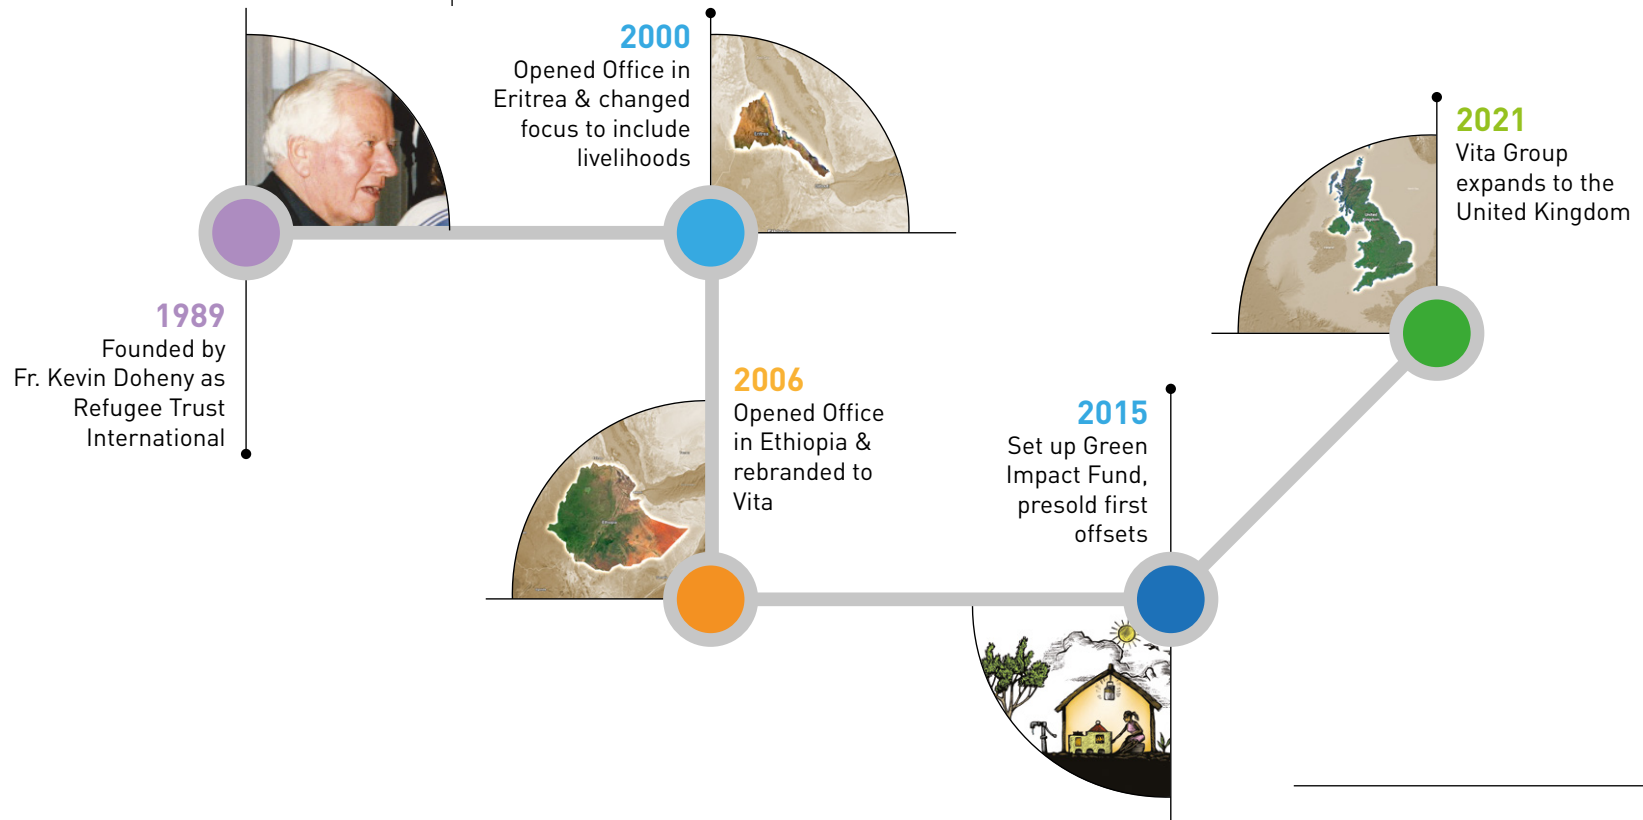 1989
Founded by
Fr. Kevin Doheny as
Refugee Trust
International
2000
Opened Office in
Eritrea & changed
focus to include
livelihoods
2006
Opened Office
in Ethiopia &
rebranded to
Vita
2015
Set up Green
Impact Fund,
presold first
offsets
2021
Vita Group
expands to the
United Kingdom
United
Kingdom